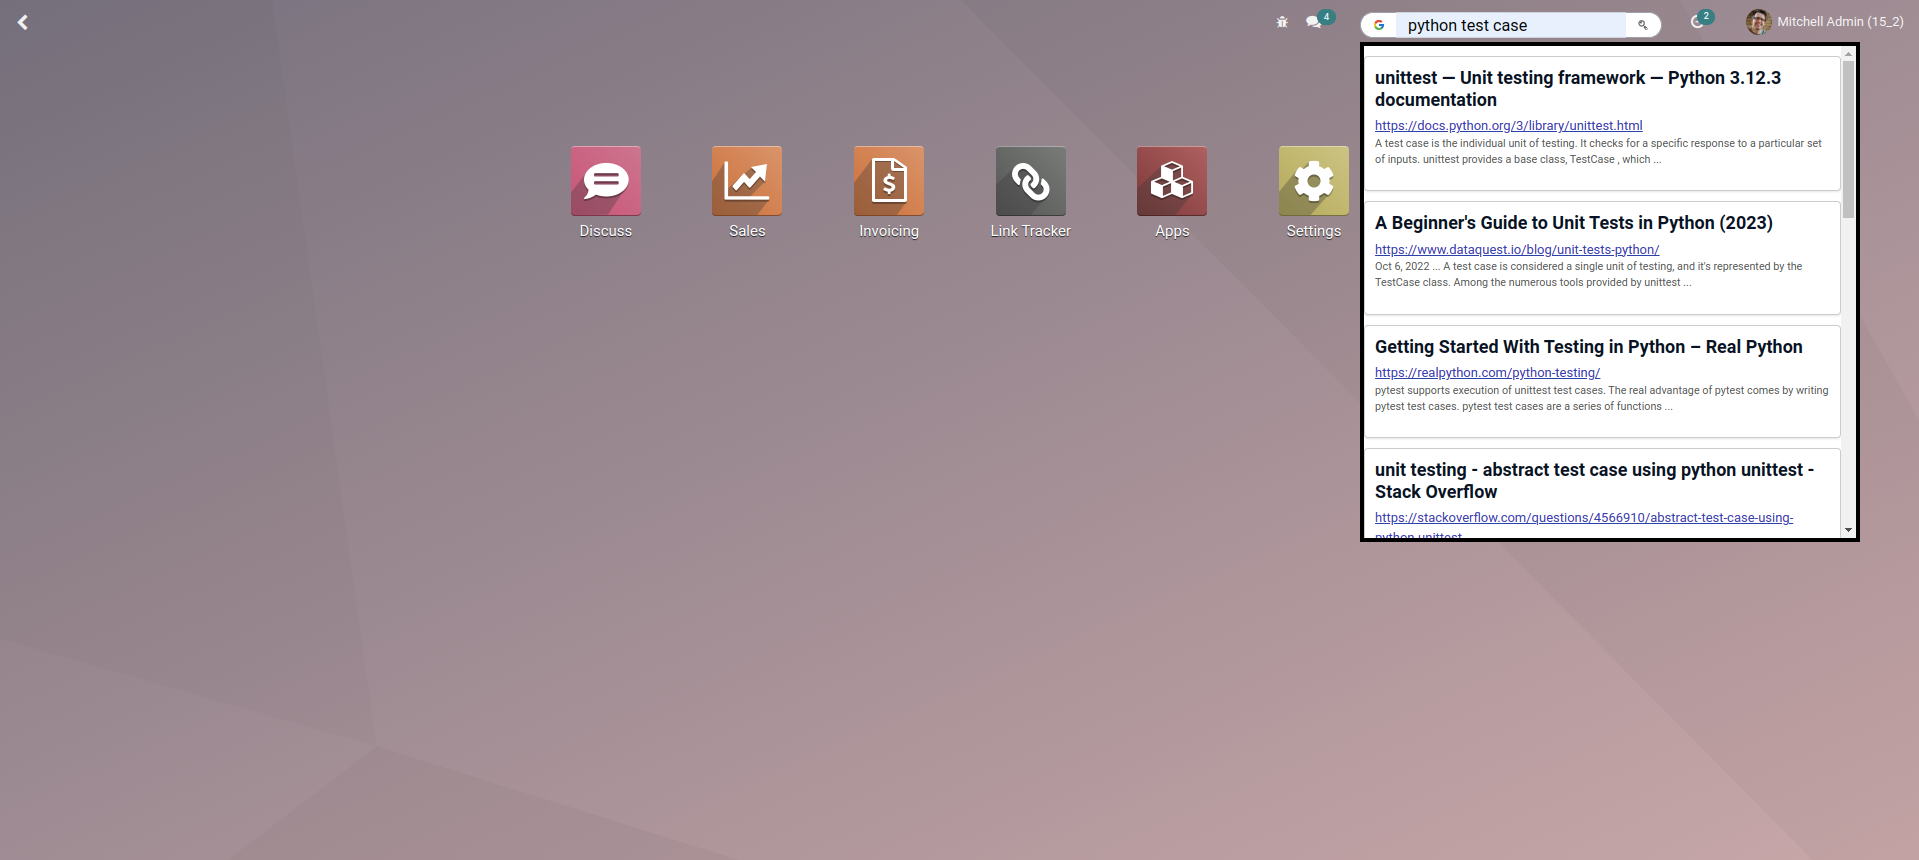 4
python test case
2
Mitchell Admin (15_2)
unittest — Unit testing framework — Python 3.12.3
documentation
https://docs.python.org/3/library/unittest.html
A test case is the individual unit of testing. It checks for a specific response to a particular set
of inputs. unittest provides a base class, TestCase , which ...
A Beginner's Guide to Unit Tests in Python (2023)
https://www.dataquest.io/blog/unit-tests-python/
Oct 6, 2022 ... A test case is considered a single unit of testing, and it's represented by the
TestCase class. Among the numerous tools provided by unittest ...
Getting Started With Testing in Python – Real Python
https://realpython.com/python-testing/
pytest supports execution of unittest test cases. The real advantage of pytest comes by writing
pytest test cases. pytest test cases are a series of functions ...
unit testing - abstract test case using python unittest -
Stack Overflow
https://stackoverflow.com/questions/4566910/abstract-test-case-using-
python-unittest
Discuss
Sales
Invoicing
Link Tracker
Apps
Settings